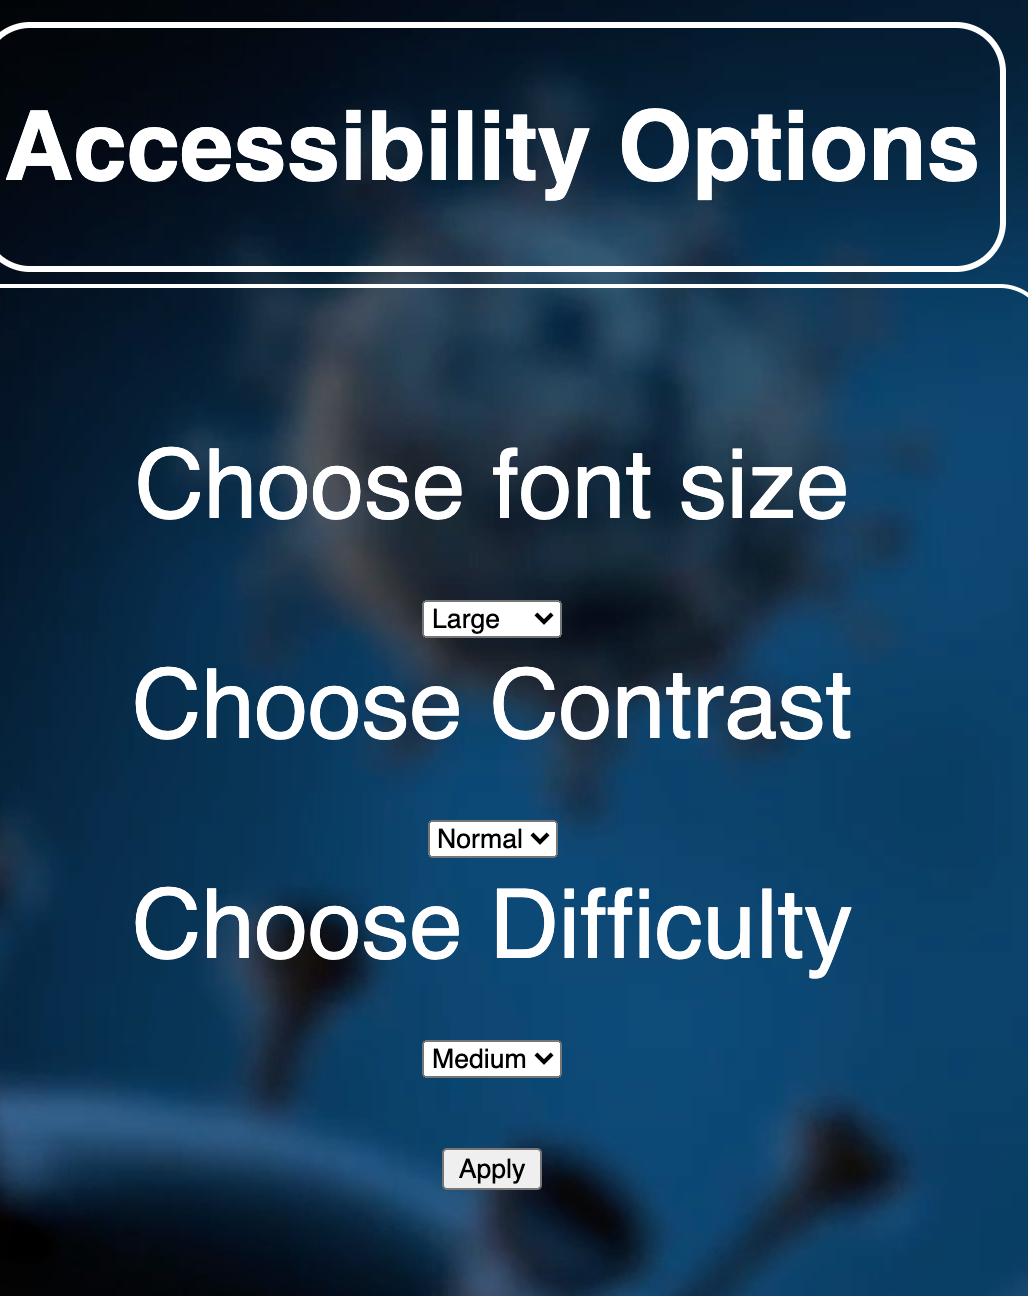 Accessibility Options
Choose font size
Large
Choose Contrast
Normal
Choose Difficulty
Medium
Apply